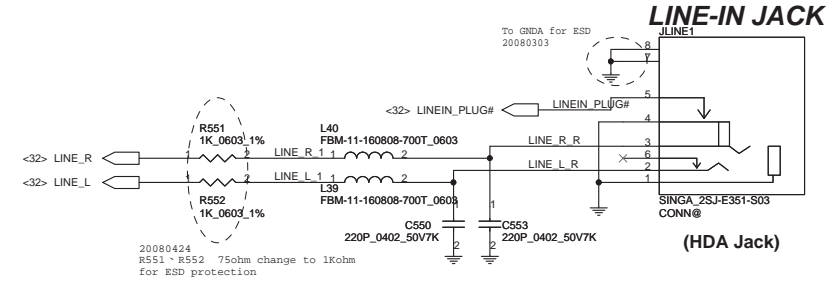 LINE-IN JACK
To GNDA for ESD
20080303
JLINE1
8
7
5
<32> LINEIN_PLUG#
LINEIN_PLUG#
4
R551
1K_0603_1%
L40
FBM-11-160808-700T_0603
<32> LINE_R
1
2
LINE_R_1
1
2
LINE_R_R
3
6
<32> LINE_L
1
2
LINE_L_1
1
2
LINE_L_R
2
1
R552
1K_0603_1%
L39
FBM-11-160808-700T_0603
SINGA_2SJ-E351-S03
CONN@
1
1
C550
220P_0402_50V7K
C553
220P_0402_50V7K
2
2
(HDA Jack)
20080424
R551、R552 75ohm change to 1Kohm
for ESD protection